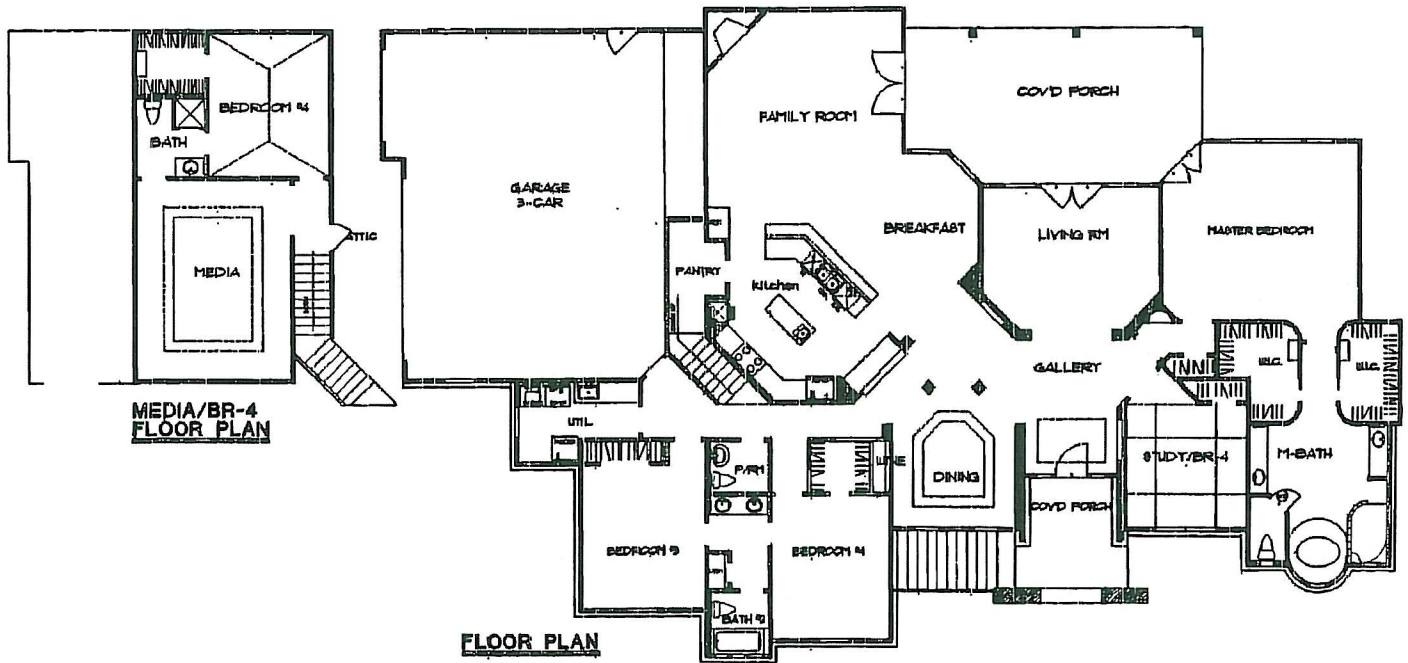 BEDROOM #4
BATH
MEDIA
ATTIC
MEDIA/BR-4
FLOOR PLAN
GARAGE
3-CAR
FAMILY ROOM
COV'D PORCH
BREAKFAST
LIVING RM
MASTER BEDROOM
PANTRY
kitchen
GALLERY
W.I.C.
W.I.C.
UTIL
P/RM
DINING
COV'D PORCH
STUDY/BR-4
M-BATH
BEDROOM #3
BEDROOM #4
BATH #2
FLOOR PLAN